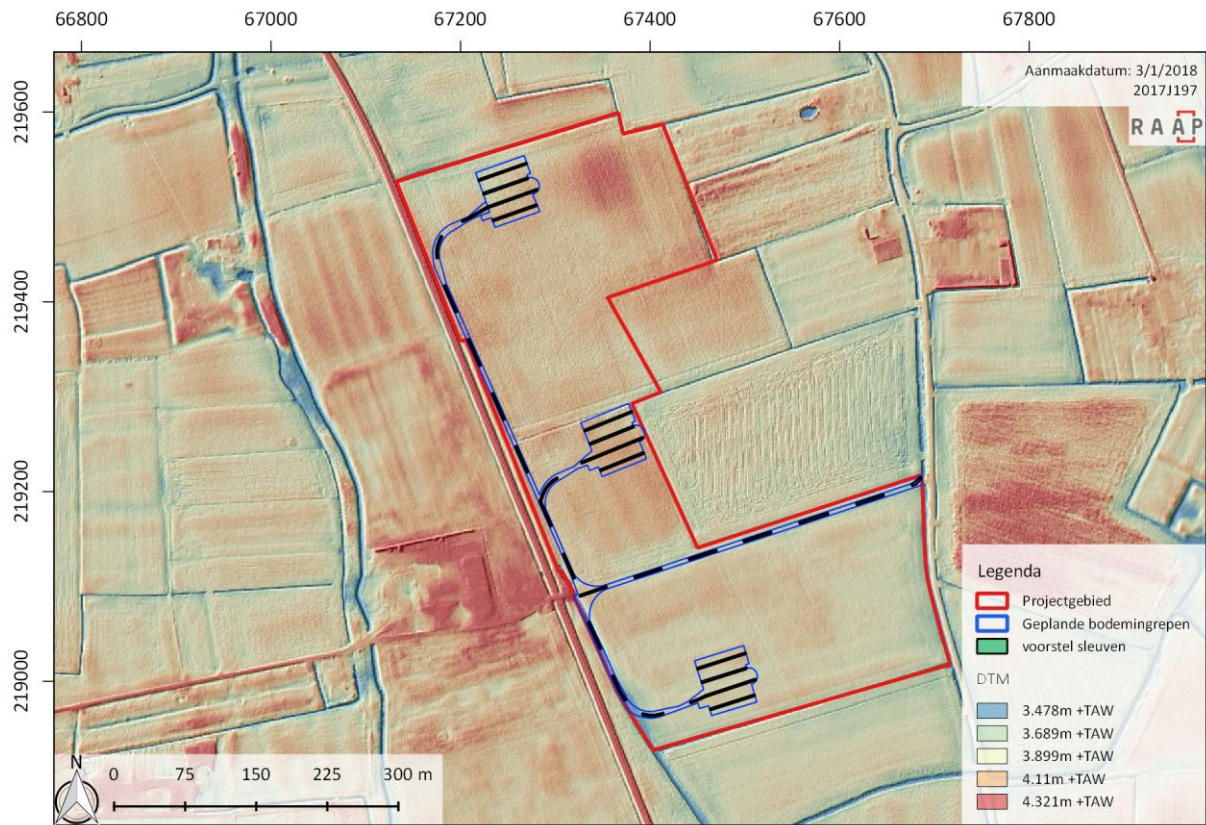 66800 67000 67200 67400 67600 67800
219600
219400
219200
219000
Aanmaakdatum: 3/1/2018
2017J197
RAAP
Legenda
Projectgebied
Geplande bodemingrepen
voorstel sleuven
DTM
3.478m +TAW
3.689m +TAW
3.899m +TAW
4.11m +TAW
4.321m +TAW
N
0 75 150 225 300 m